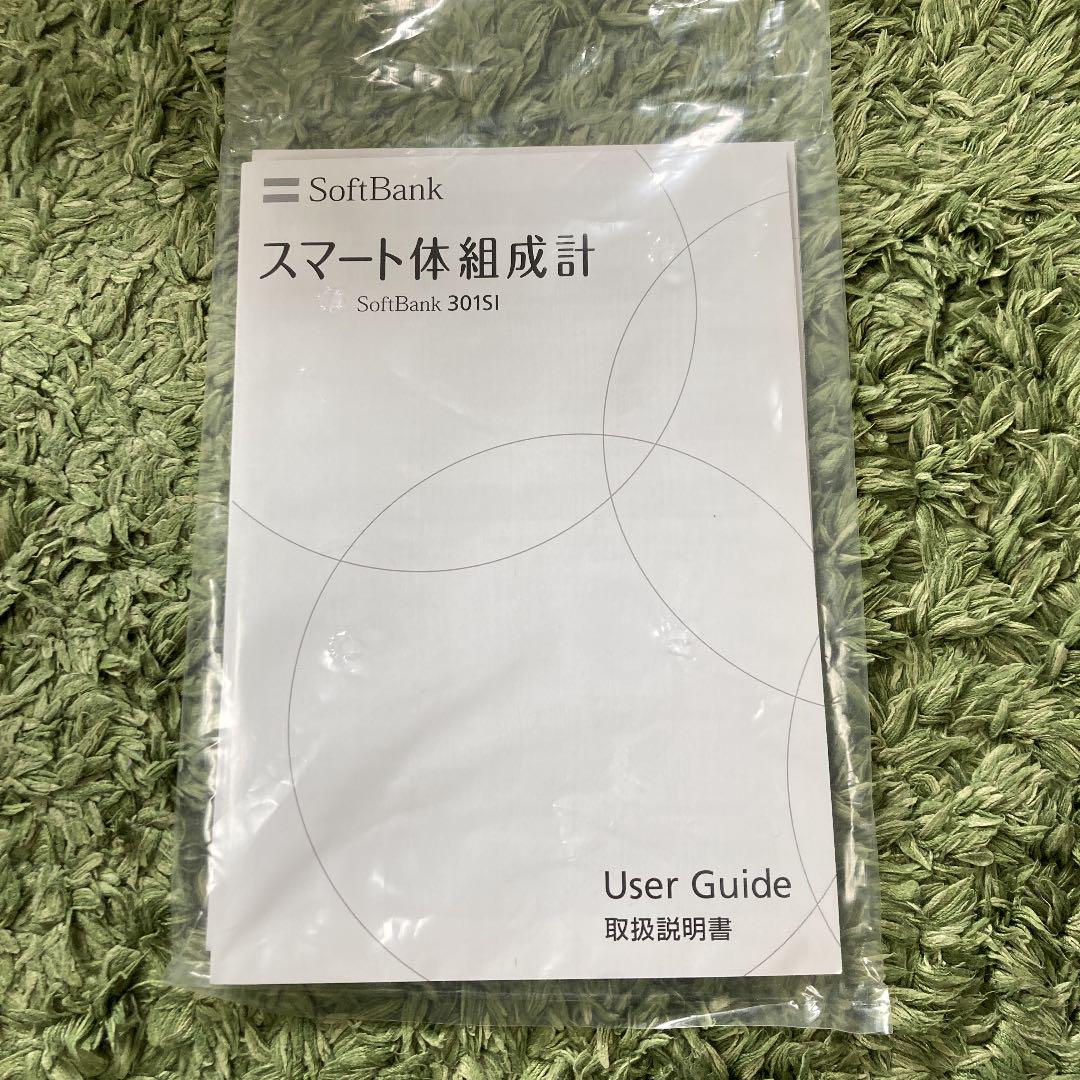 SoftBank
スマート体組成計
SoftBank 301SI
User Guide
取扱説明書